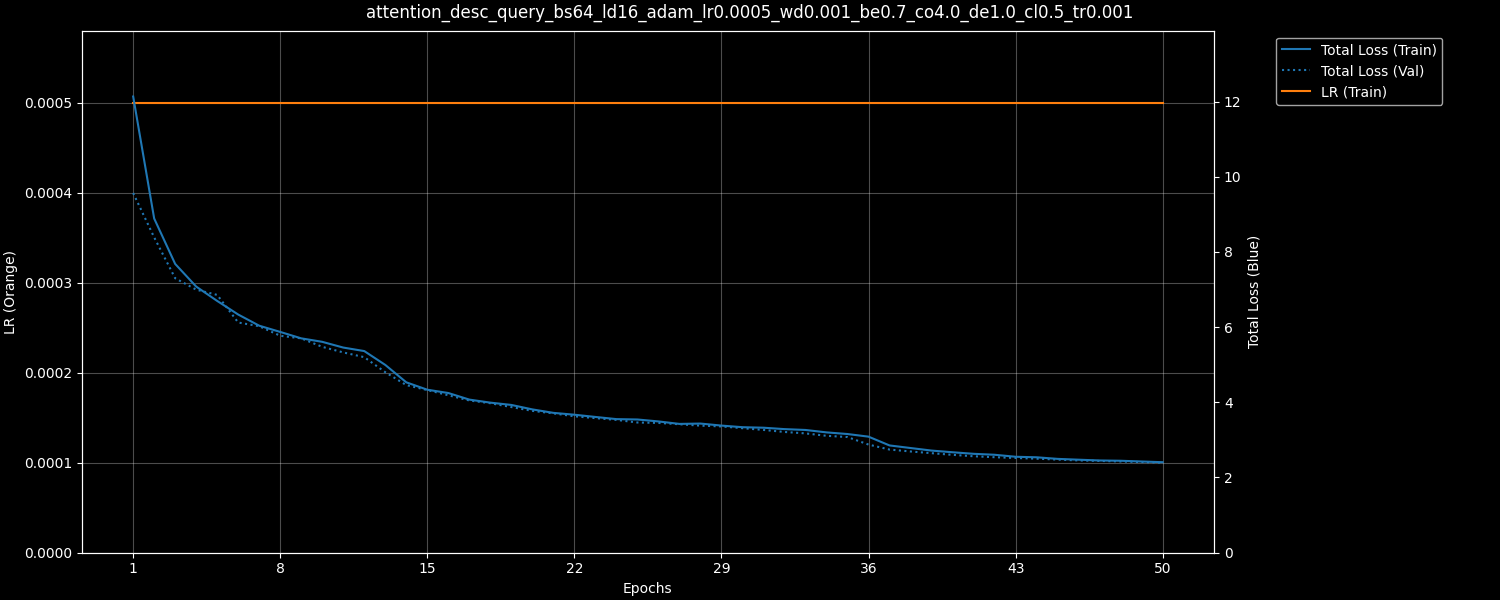 attention_desc_query_bs64_ld16_adam_lr0.0005_wd0.001_be0.7_co4.0_de1.0_cl0.5_tr0.001
Total Loss (Train)
Total Loss (Val)
LR (Train)
LR (Orange)
0.0005
0.0004
0.0003
0.0002
0.0001
0.0000
12
10
8
6
4
2
0
Total Loss (Blue)
1 8 15 22 29 36 43 50
Epochs